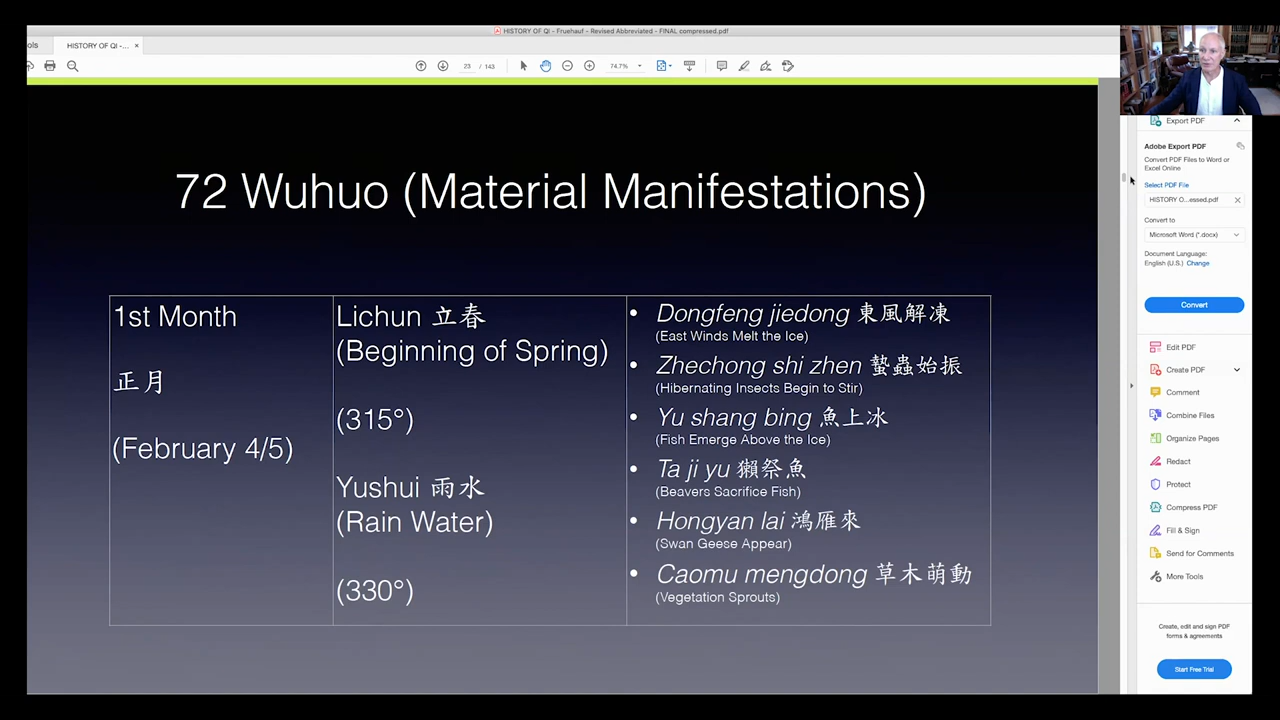 HISTORY OF QI - Fruehauf - Revised Abbreviated - FINAL compressed.pdf
ols
HISTORY OF QI -... ×
23 / 143
74.7%
72 Wuhuo (Material Manifestations)
1st Month
正月
(February 4/5)
Lichun 立春
(Beginning of Spring)
(315°)
Yushui 雨水
(Rain Water)
(330°)
• Dongfeng jiedong 東風解凍
(East Winds Melt the Ice)
• Zhechong shi zhen 蟄蟲始振
(Hibernating Insects Begin to Stir)
• Yu shang bing 魚上冰
(Fish Emerge Above the Ice)
• Ta ji yu 獺祭魚
(Beavers Sacrifice Fish)
• Hongyan lai 鴻雁來
(Swan Geese Appear)
• Caomu mengdong 草木萌動
(Vegetation Sprouts)
Export PDF
Adobe Export PDF
Convert PDF Files to Word or
Excel Online
Select PDF File
HISTORY O...essed.pdf
Convert to
Microsoft Word (*.docx)
Document Language:
English (U.S.) Change
Convert
Edit PDF
Create PDF
Comment
Combine Files
Organize Pages
Redact
Protect
Compress PDF
Fill & Sign
Send for Comments
More Tools
Create, edit and sign PDF
forms & agreements
Start Free Trial